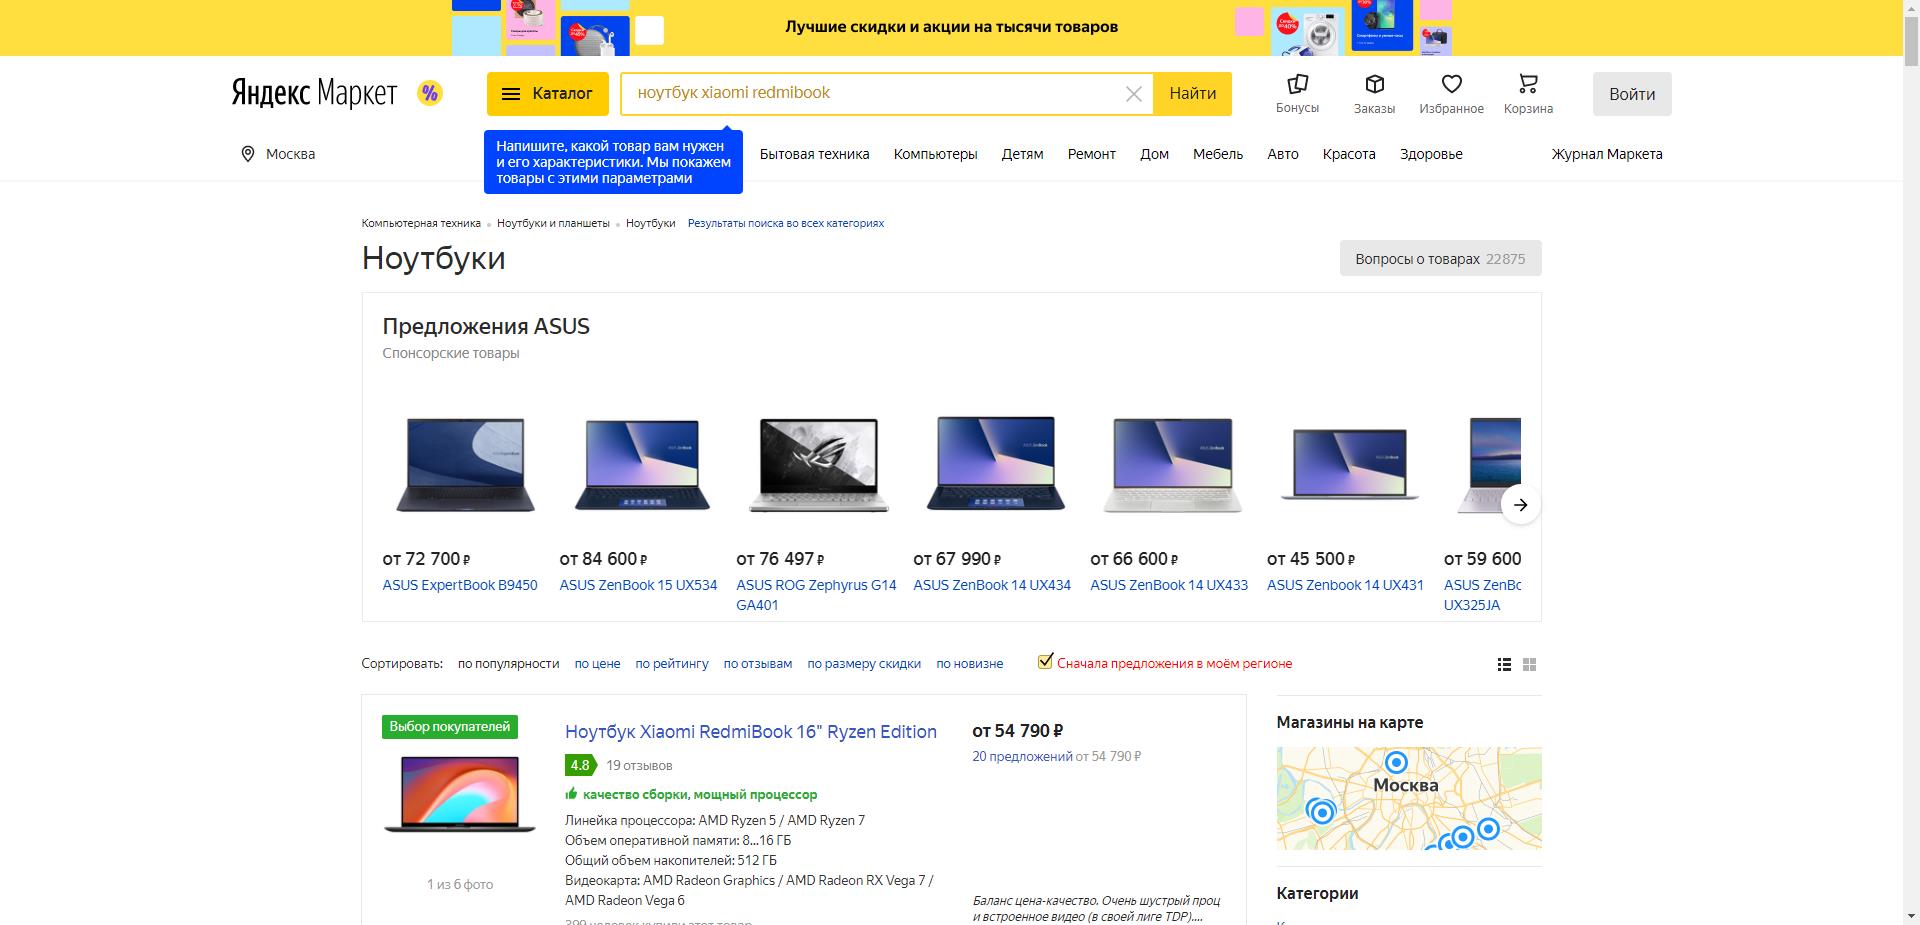 Лучшие скидки и акции на тысячи товаров
Яндекс Маркет %
Каталог
ноутбук xiaomi redmibook
Найти
Бонусы
Заказы
Избранное
Корзина
Войти
Москва
Напишите, какой товар вам нужен
и его характеристики. Мы покажем
товары с этими параметрами
Бытовая техника
Компьютеры
Детям
Ремонт
Дом
Мебель
Авто
Красота
Здоровье
Журнал Маркета
Компьютерная техника
Ноутбуки и планшеты
Ноутбуки
Результаты поиска во всех категориях
Ноутбуки
Вопросы о товарах 22875
Предложения ASUS
Спонсорские товары
от 72 700 ₽
ASUS ExpertBook B9450
от 84 600 ₽
ASUS ZenBook 15 UX534
от 76 497 ₽
ASUS ROG Zephyrus G14
GA401
от 67 990 ₽
ASUS ZenBook 14 UX434
от 66 600 ₽
ASUS ZenBook 14 UX433
от 45 500 ₽
ASUS Zenbook 14 UX431
от 59 600
ASUS ZenBo
UX325JA
Сортировать:
по популярности
по цене
по рейтингу
по отзывам
по размеру скидки
по новизне
Сначала предложения в моём регионе
Выбор покупателей
1 из 6 фото
Ноутбук Xiaomi RedmiBook 16" Ryzen Edition
4.8 19 отзывов
качество сборки, мощный процессор
Линейка процессора: AMD Ryzen 5 / AMD Ryzen 7
Объем оперативной памяти: 8...16 ГБ
Общий объем накопителей: 512 ГБ
Видеокарта: AMD Radeon Graphics / AMD Radeon RX Vega 7 /
AMD Radeon Vega 6
от 54 790 ₽
20 предложений от 54 790 ₽
Баланс цена-качество. Очень шустрый проц
и встроенное видео (в своей лиге TDP)....
Магазины на карте
Москва
Категории